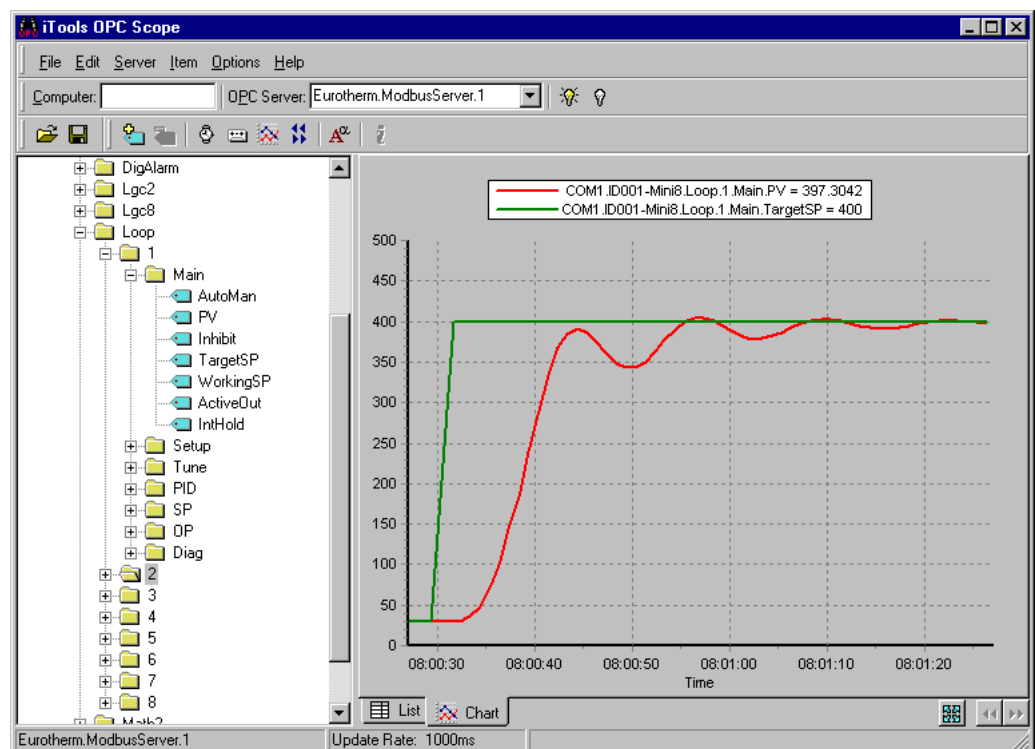 iTools OPC Scope
File Edit Server Item Options Help
Computer: OPC Server: Eurotherm.ModbusServer.1
DigAlarm
Lgc2
Lgc8
Loop
1
Main
AutoMan
PV
Inhibit
TargetSP
WorkingSP
ActiveOut
IntHold
Setup
Tune
PID
SP
OP
Diag
2
3
4
5
6
7
8
Math2
COM1.ID001-Mini8.Loop.1.Main.PV = 397.3042
COM1.ID001-Mini8.Loop.1.Main.TargetSP = 400
500
450
400
350
300
250
200
150
100
50
0
08:00:30 08:00:40 08:00:50 08:01:00 08:01:10 08:01:20
Time
List Chart
Eurotherm.ModbusServer.1 Update Rate: 1000ms